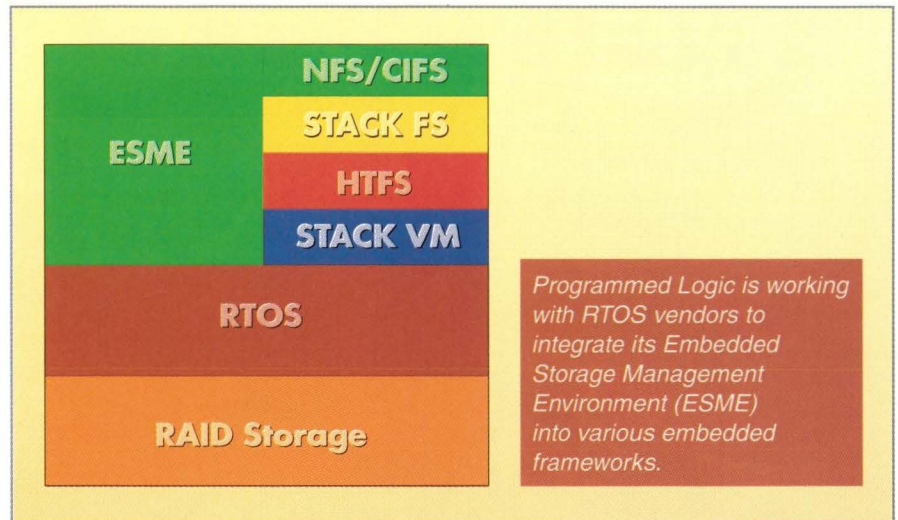 NFS/CIFS
STACK FS
ESME
HTFS
STACK VM
RTOS
RAID Storage
Programmed Logic is working
with RTOS vendors to
integrate its Embedded
Storage Management
Environment (ESME)
into various embedded
frameworks.